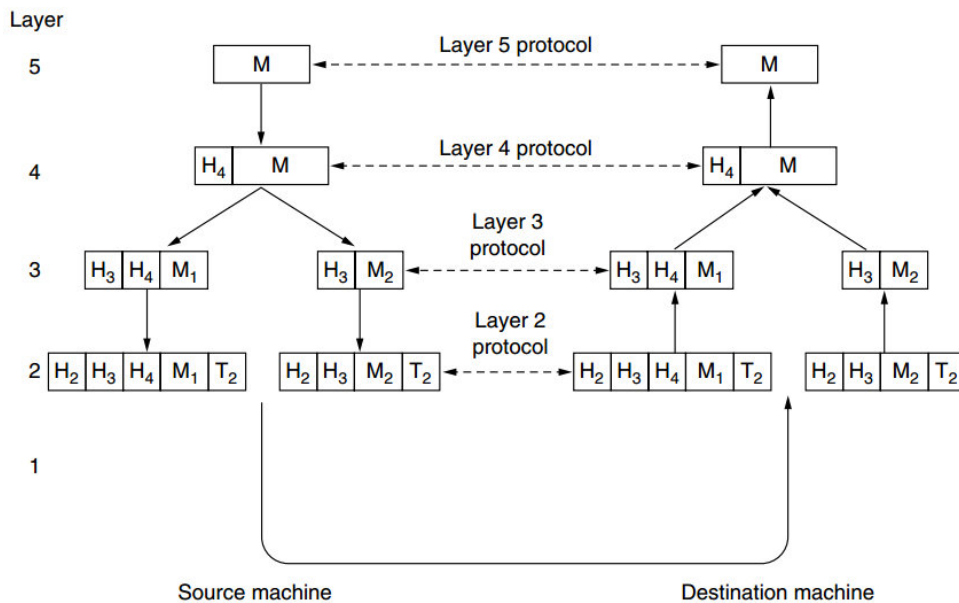 Layer
5 M Layer 5 protocol M
4 H₄ M Layer 4 protocol H₄ M
Layer 3
protocol
3 H₃ H₄ M₁ H₃ M₂ H₃ H₄ M₁ H₃ M₂
Layer 2
protocol
2 H₂ H₃ H₄ M₁ T₂ H₂ H₃ M₂ T₂ H₂ H₃ H₄ M₁ T₂ H₂ H₃ M₂ T₂
1
Source machine Destination machine